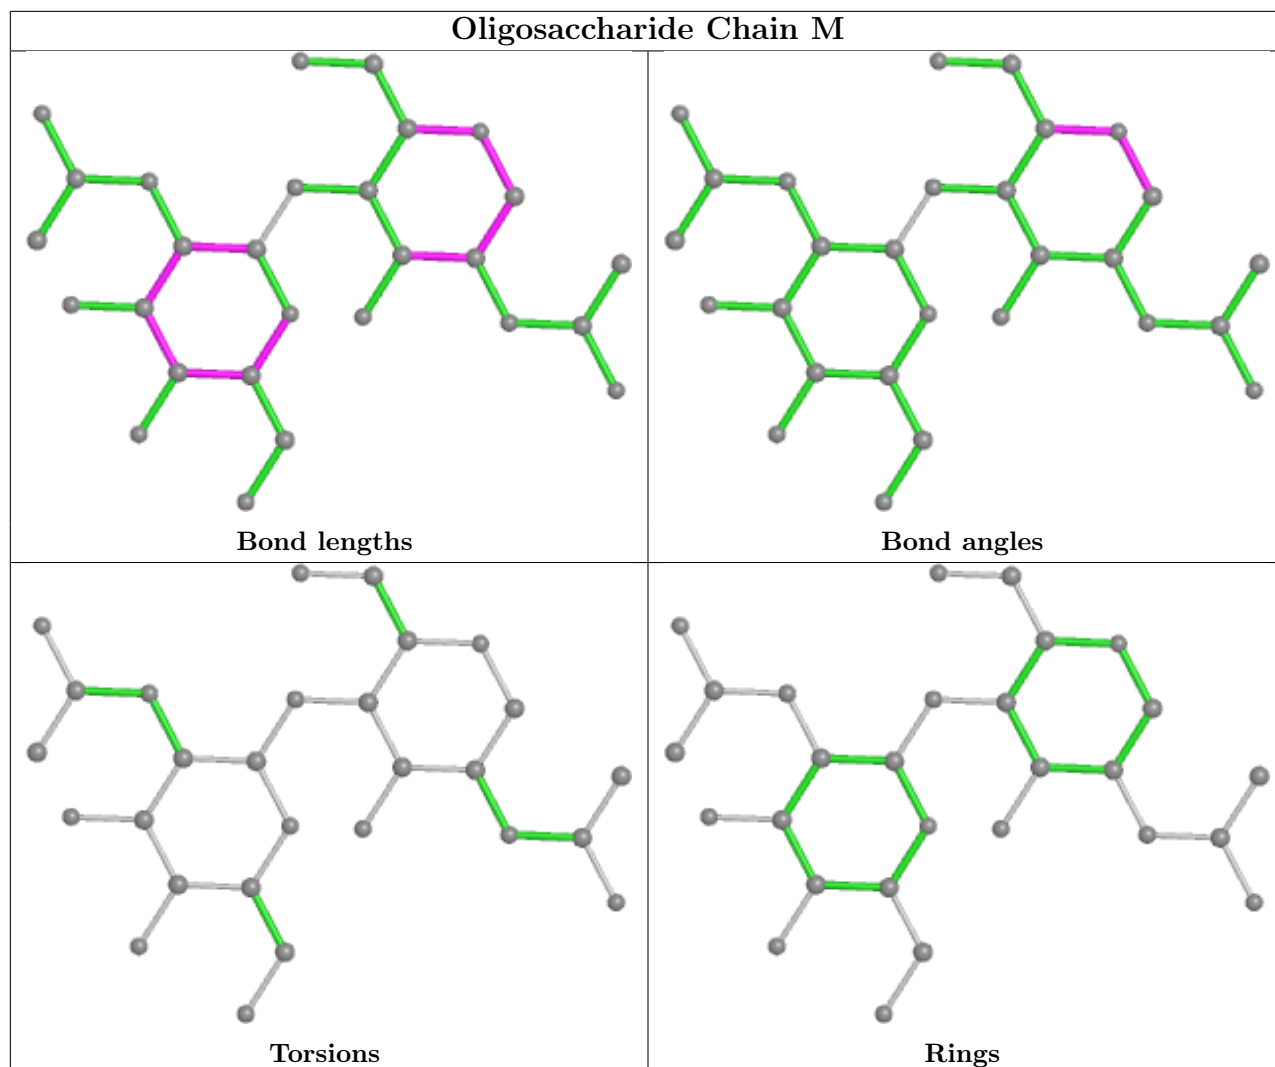 Oligosaccharide Chain M
Bond lengths
Bond angles
Torsions
Rings